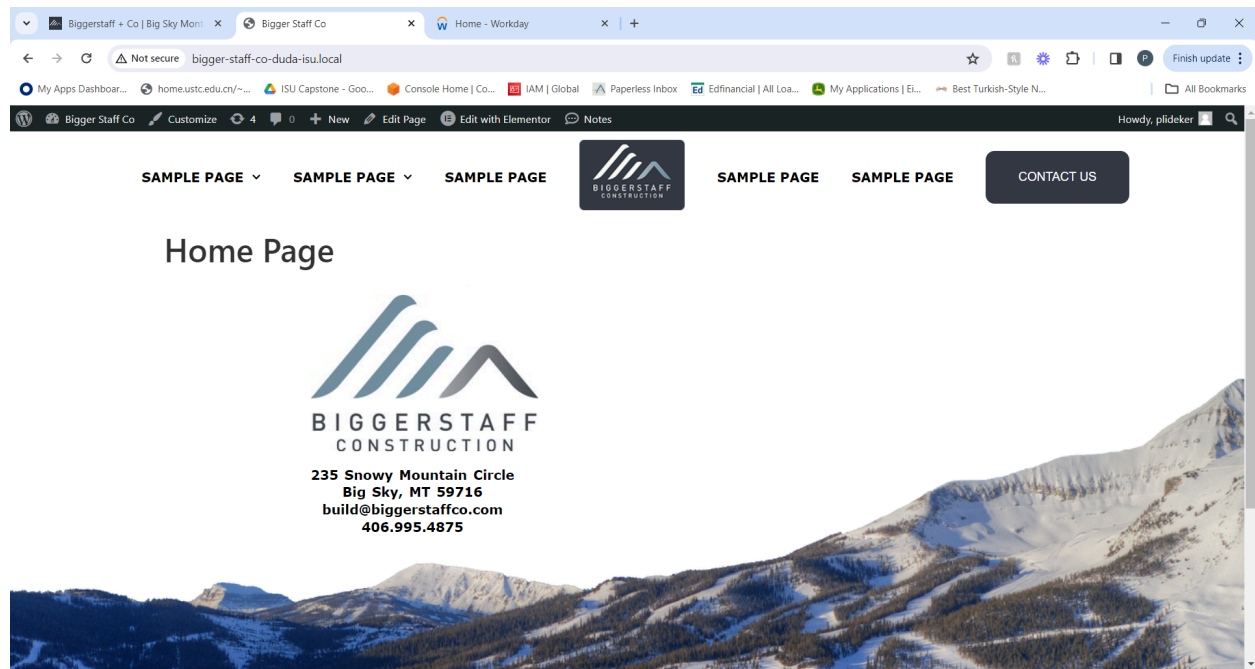 Biggerstaff + Co | Big Sky Mont
Bigger Staff Co
Home - Workday
Not secure
bigger-staff-co-duda-isu.local
R
P
Finish update
My Apps Dashboar...
home.ustc.edu.cn/~...
ISU Capstone - Goo...
Console Home | Co...
IAM | Global
Paperless Inbox
Ed
Edfinancial | All Loa...
My Applications | Ei...
Best Turkish-Style N...
All Bookmarks
Bigger Staff Co
Customize
4
0
New
Edit Page
Edit with Elementor
Notes
Howdy, plideker
SAMPLE PAGE
SAMPLE PAGE
SAMPLE PAGE
BIGGERSTAFF
CONSTRUCTION
SAMPLE PAGE
SAMPLE PAGE
CONTACT US
Home Page
BIGGERSTAFF
CONSTRUCTION
235 Snowy Mountain Circle
Big Sky, MT 59716
build@biggerstaffco.com
406.995.4875